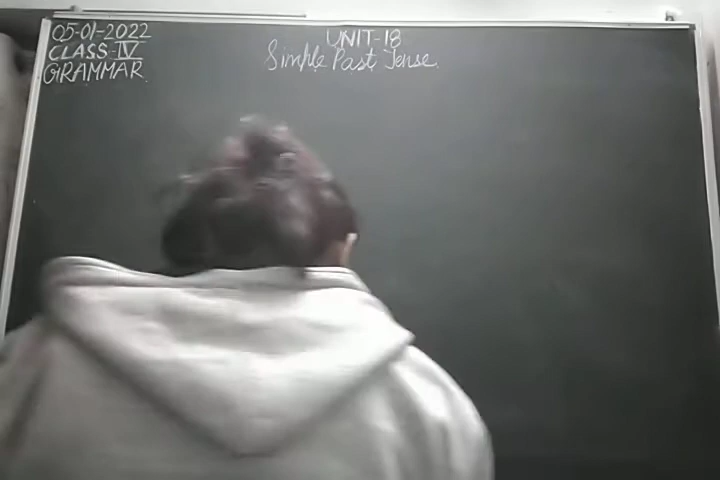 05-01-2022
CLASS-IV
GRAMMAR
UNIT-18
Simple Past Tense.